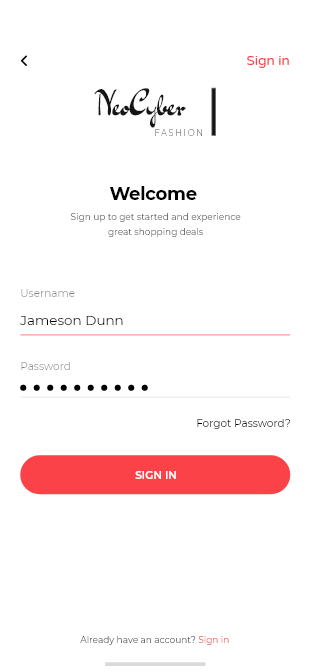 Sign in
NeoCyber
FASHION
Welcome
Sign up to get started and experience
great shopping deals
Username
Jameson Dunn
Password
Forgot Password?
SIGN IN
Already have an account? Sign in